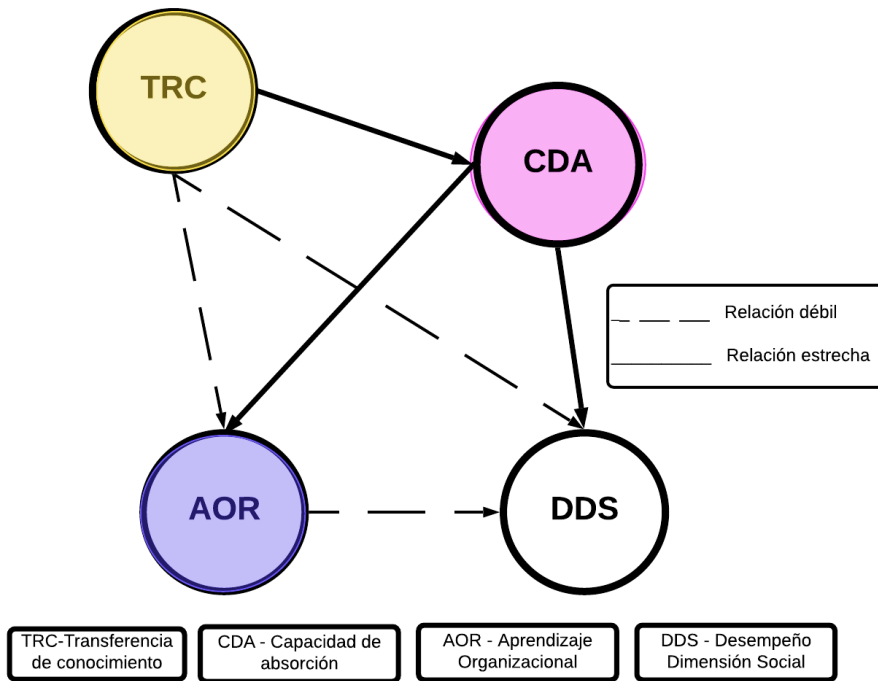 TRC
CDA
Relación débil
Relación estrecha
AOR
DDS
TRC-Transferencia
de conocimiento
CDA - Capacidad de
absorción
AOR - Aprendizaje
Organizacional
DDS - Desempeño
Dimensión Social